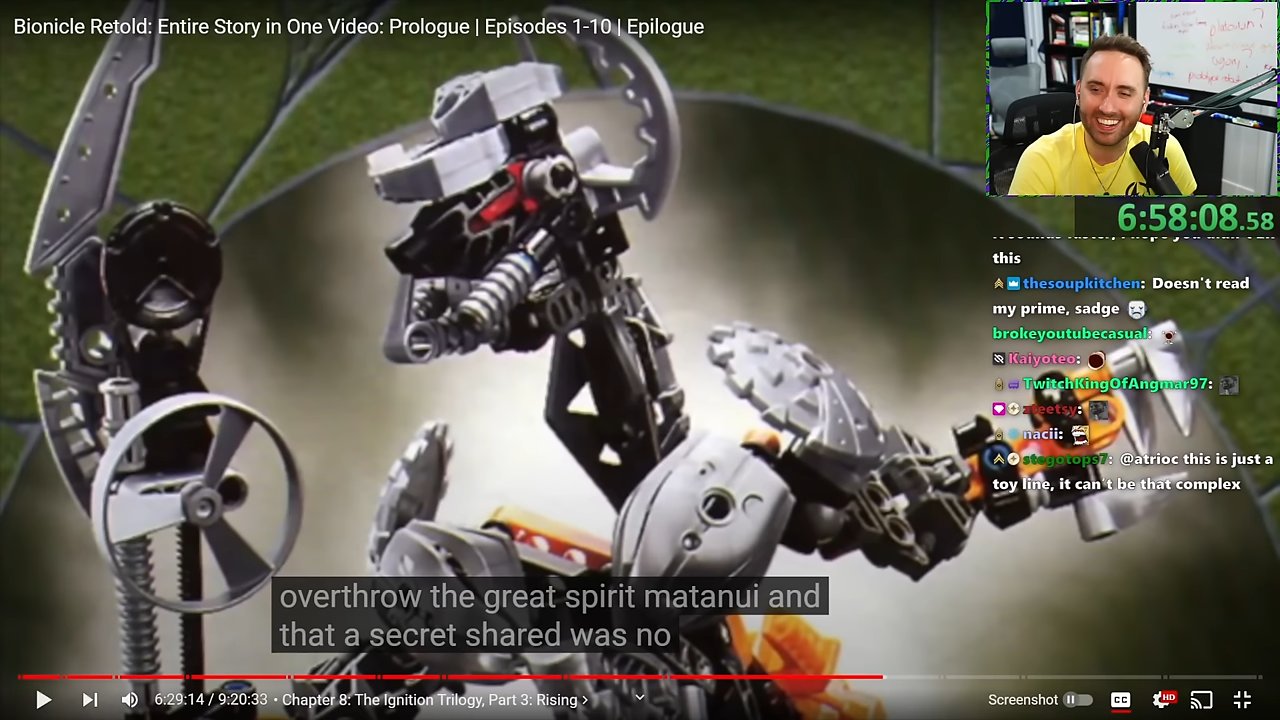 Bionicle Retold: Entire Story in One Video: Prologue | Episodes 1-10 | Epilogue
6:58:08.58
this
thesoupkitchen: Doesn't read
my prime, sadge
brokeyoutubecasual:
Kaiyoteo:
TwitchKingOfAngmar97:
zteetsy:
nacii:
stegotops7: @atrioc this is just a
toy line, it can't be that complex
overthrow the great spirit matanui and
that a secret shared was no
6:29:14 / 9:20:33 • Chapter 8: The Ignition Trilogy, Part 3: Rising >
Screenshot
CC
HD